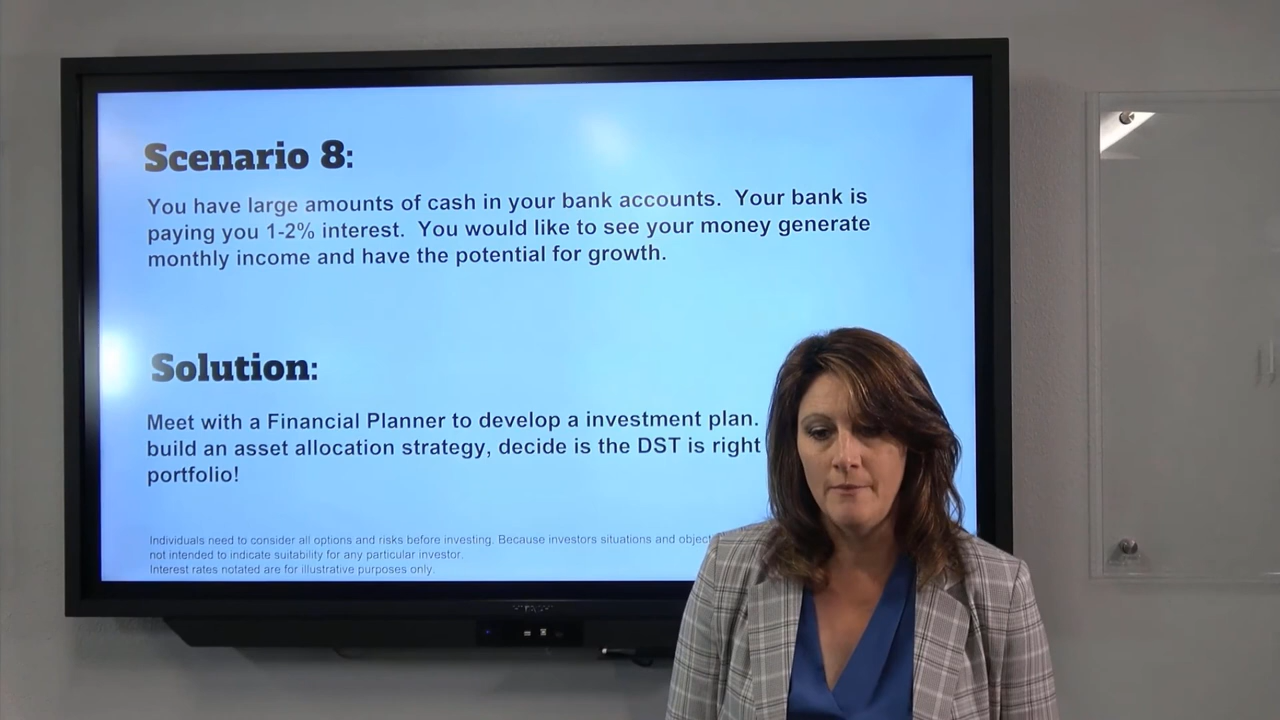 Scenario 8:
You have large amounts of cash in your bank accounts. Your bank is
paying you 1-2% interest. You would like to see your money generate
monthly income and have the potential for growth.
Solution:
Meet with a Financial Planner to develop a investment plan.
build an asset allocation strategy, decide is the DST is right
portfolio!
Individuals need to consider all options and risks before investing. Because investors situations and object
not intended to indicate suitability for any particular investor.
Interest rates notated are for illustrative purposes only.